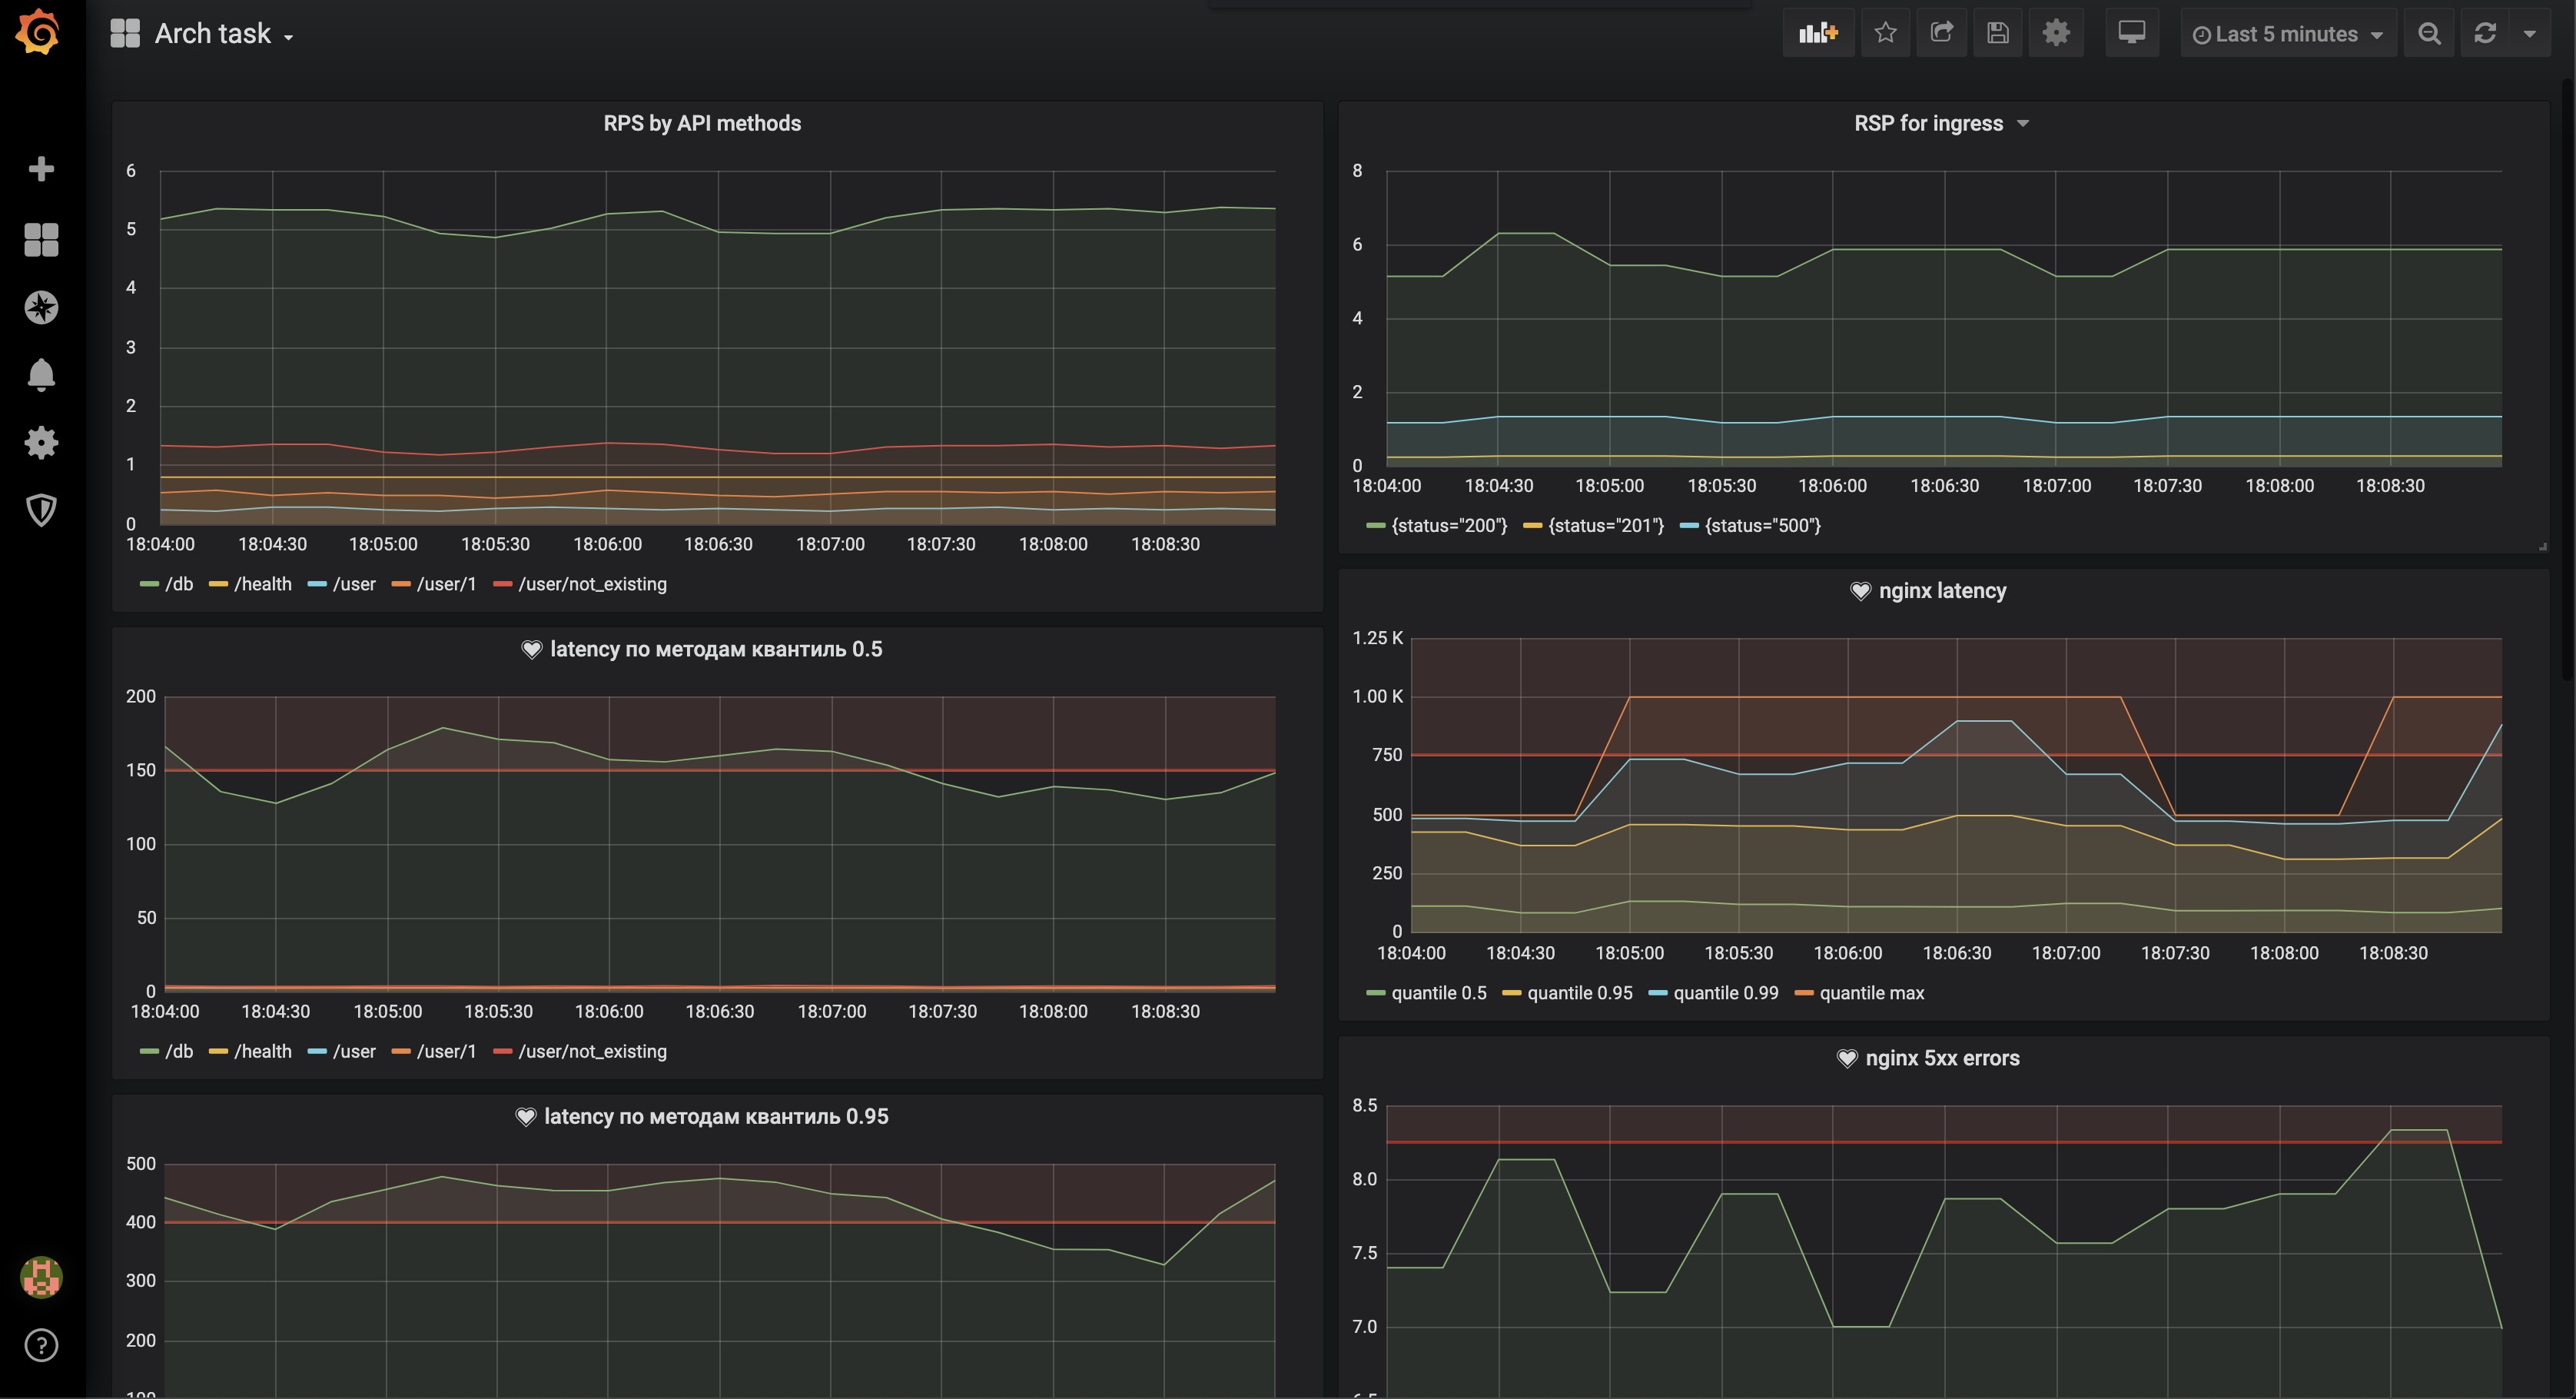 Arch task
Last 5 minutes
RPS by API methods
6
5
4
3
2
1
0
18:04:00 18:04:30 18:05:00 18:05:30 18:06:00 18:06:30 18:07:00 18:07:30 18:08:00 18:08:30
/db /health /user /user/1 /user/not_existing
RSP for ingress
8
6
4
2
0
18:04:00 18:04:30 18:05:00 18:05:30 18:06:00 18:06:30 18:07:00 18:07:30 18:08:00 18:08:30
{status="200"} {status="201"} {status="500"}
latency по методам квантиль 0.5
200
150
100
50
0
18:04:00 18:04:30 18:05:00 18:05:30 18:06:00 18:06:30 18:07:00 18:07:30 18:08:00 18:08:30
/db /health /user /user/1 /user/not_existing
nginx latency
1.25 K
1.00 K
750
500
250
0
18:04:00 18:04:30 18:05:00 18:05:30 18:06:00 18:06:30 18:07:00 18:07:30 18:08:00 18:08:30
quantile 0.5 quantile 0.95 quantile 0.99 quantile max
latency по методам квантиль 0.95
500
400
300
200
nginx 5xx errors
8.5
8.0
7.5
7.0